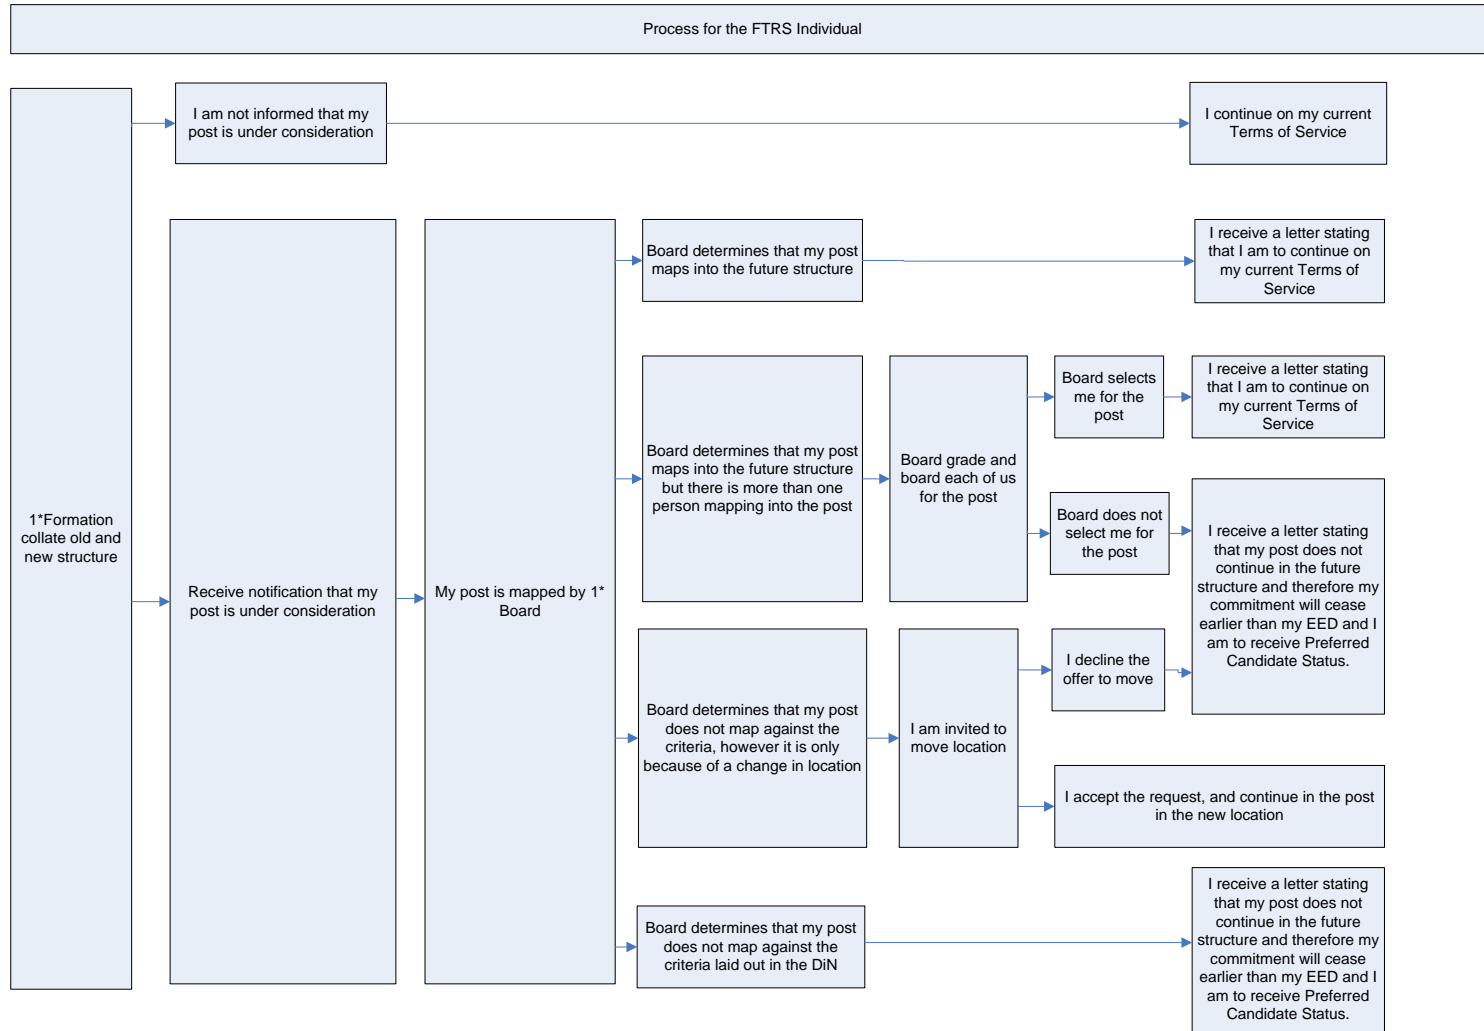 Process for the FTRS Individual
I am not informed that my
post is under consideration
I continue on my current
Terms of Service
1*Formation
collate old and
new structure
Receive notification that my
post is under consideration
My post is mapped by 1*
Board
Board determines that my post
maps into the future structure
I receive a letter stating
that I am to continue on
my current Terms of
Service
Board determines that my post
maps into the future structure
but there is more than one
person mapping into the post
Board grade and
board each of us
for the post
Board selects
me for the
post
I receive a letter stating
that I am to continue on
my current Terms of
Service
Board does not
select me for
the post
I receive a letter stating
that my post does not
continue in the future
structure and therefore my
commitment will cease
earlier than my EED and I
am to receive Preferred
Candidate Status.
Board determines that my post
does not map against the
criteria, however it is only
because of a change in location
I am invited to
move location
I decline the
offer to move
I accept the request, and continue in the post
in the new location
Board determines that my post
does not map against the
criteria laid out in the DiN
I receive a letter stating
that my post does not
continue in the future
structure and therefore my
commitment will cease
earlier than my EED and I
am to receive Preferred
Candidate Status.